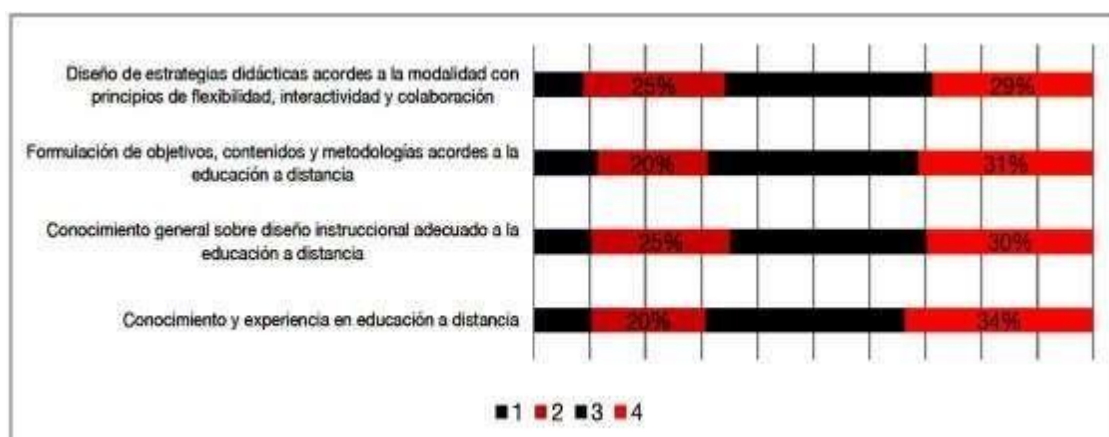 Diseño de estrategias didácticas acordes a la modalidad con
principios de flexibilidad, interactividad y colaboración
25% 29%
Formulación de objetivos, contenidos y metodologías acordes a la
educación a distancia
20% 31%
Conocimiento general sobre diseño instruccional adecuado a la
educación a distancia
25% 30%
Conocimiento y experiencia en educación a distancia
20% 34%
1 2 3 4